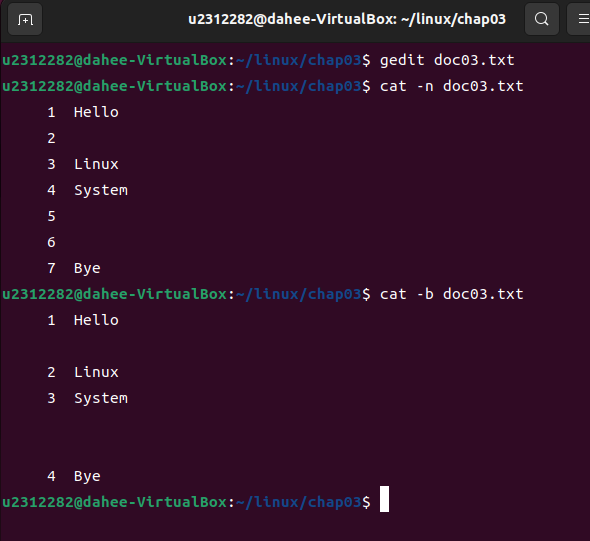 u2312282@dahee-VirtualBox: ~/linux/chap03
u2312282@dahee-VirtualBox:~/linux/chap03$ gedit doc03.txt
u2312282@dahee-VirtualBox:~/linux/chap03$ cat -n doc03.txt
1 Hello
2
3 Linux
4 System
5
6
7 Bye
u2312282@dahee-VirtualBox:~/linux/chap03$ cat -b doc03.txt
1 Hello
2 Linux
3 System
4 Bye
u2312282@dahee-VirtualBox:~/linux/chap03$